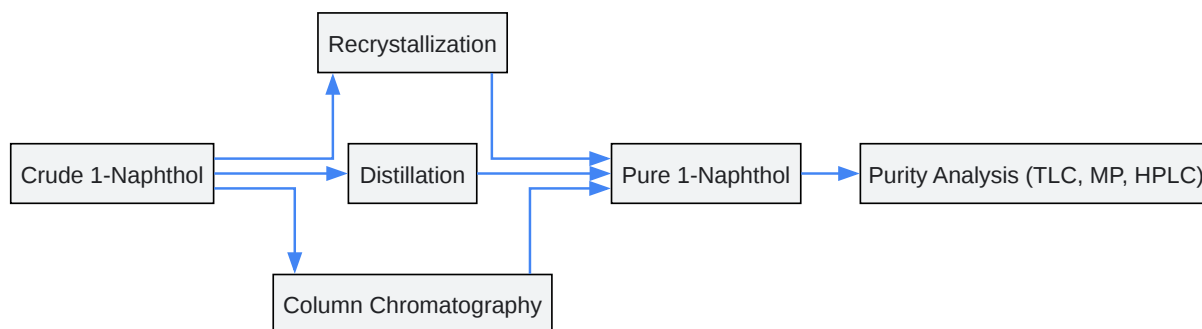 Recrystallization
Crude 1-Naphthol
Distillation
Pure 1-Naphthol
Purity Analysis (TLC, MP, HPLC)
Column Chromatography